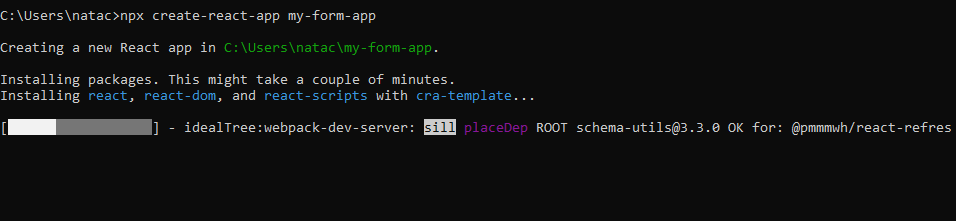 C:\Users\natac>npx create-react-app my-form-app
Creating a new React app in C:\Users\natac\my-form-app.
Installing packages. This might take a couple of minutes.
Installing react, react-dom, and react-scripts with cra-template...
[                  ] - idealTree:webpack-dev-server: sill placeDep ROOT schema-utils@3.3.0 OK for: @pmmmwh/react-refres